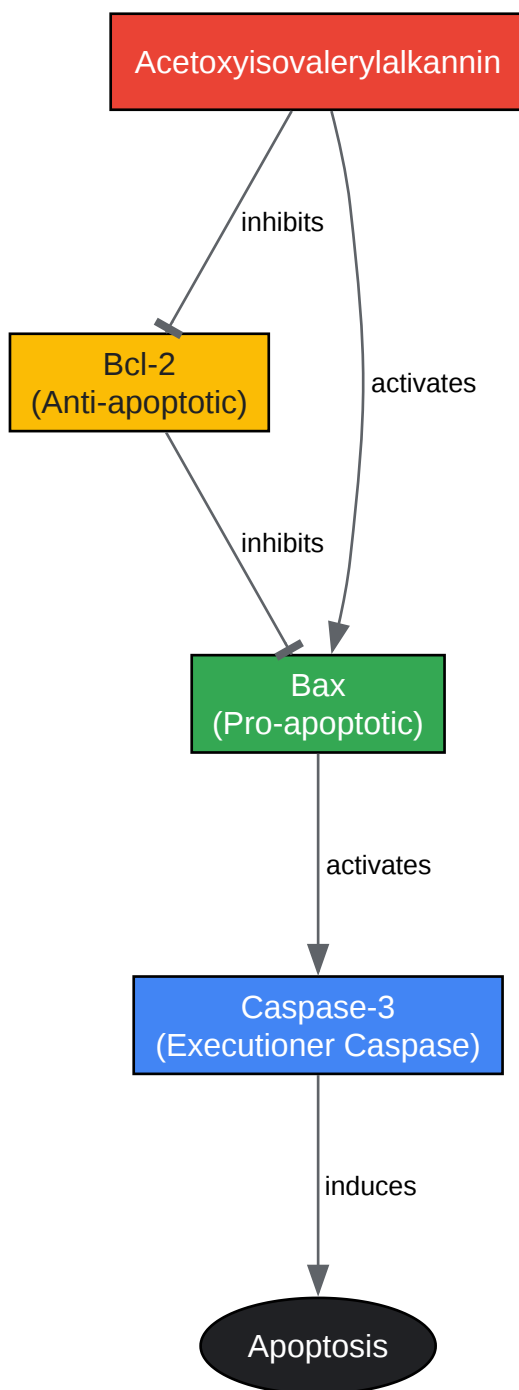 Acetoxyisovalerylalkannin
inhibits
Bcl-2
(Anti-apoptotic)
activates
inhibits
Bax
(Pro-apoptotic)
activates
Caspase-3
(Executioner Caspase)
induces
Apoptosis